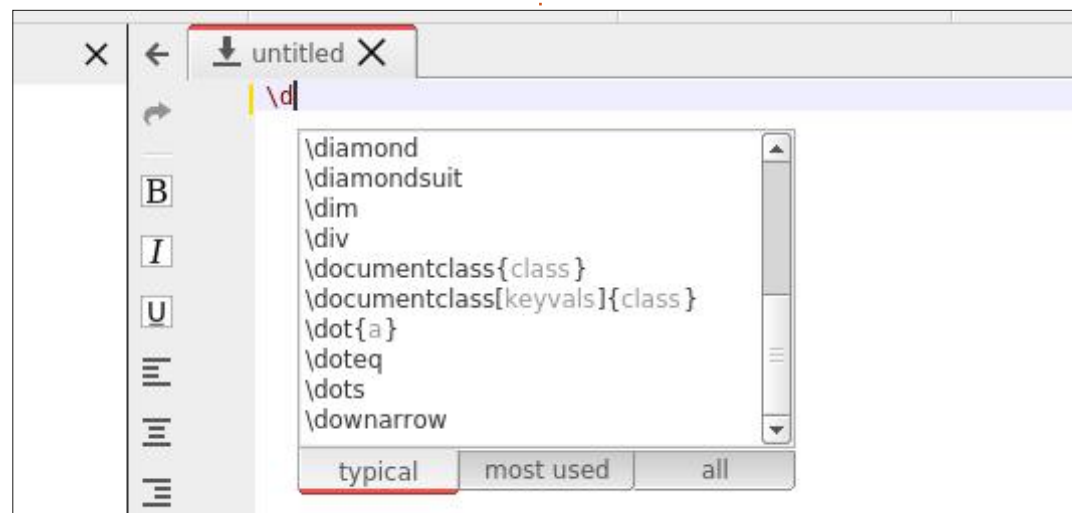 untitled
\d
\diamond
\diamondsuit
\dim
\div
\documentclass{class}
\documentclass[keyvals]{class}
\dot{a}
\doteq
\dots
\downarrow
typical most used all
B
I
U